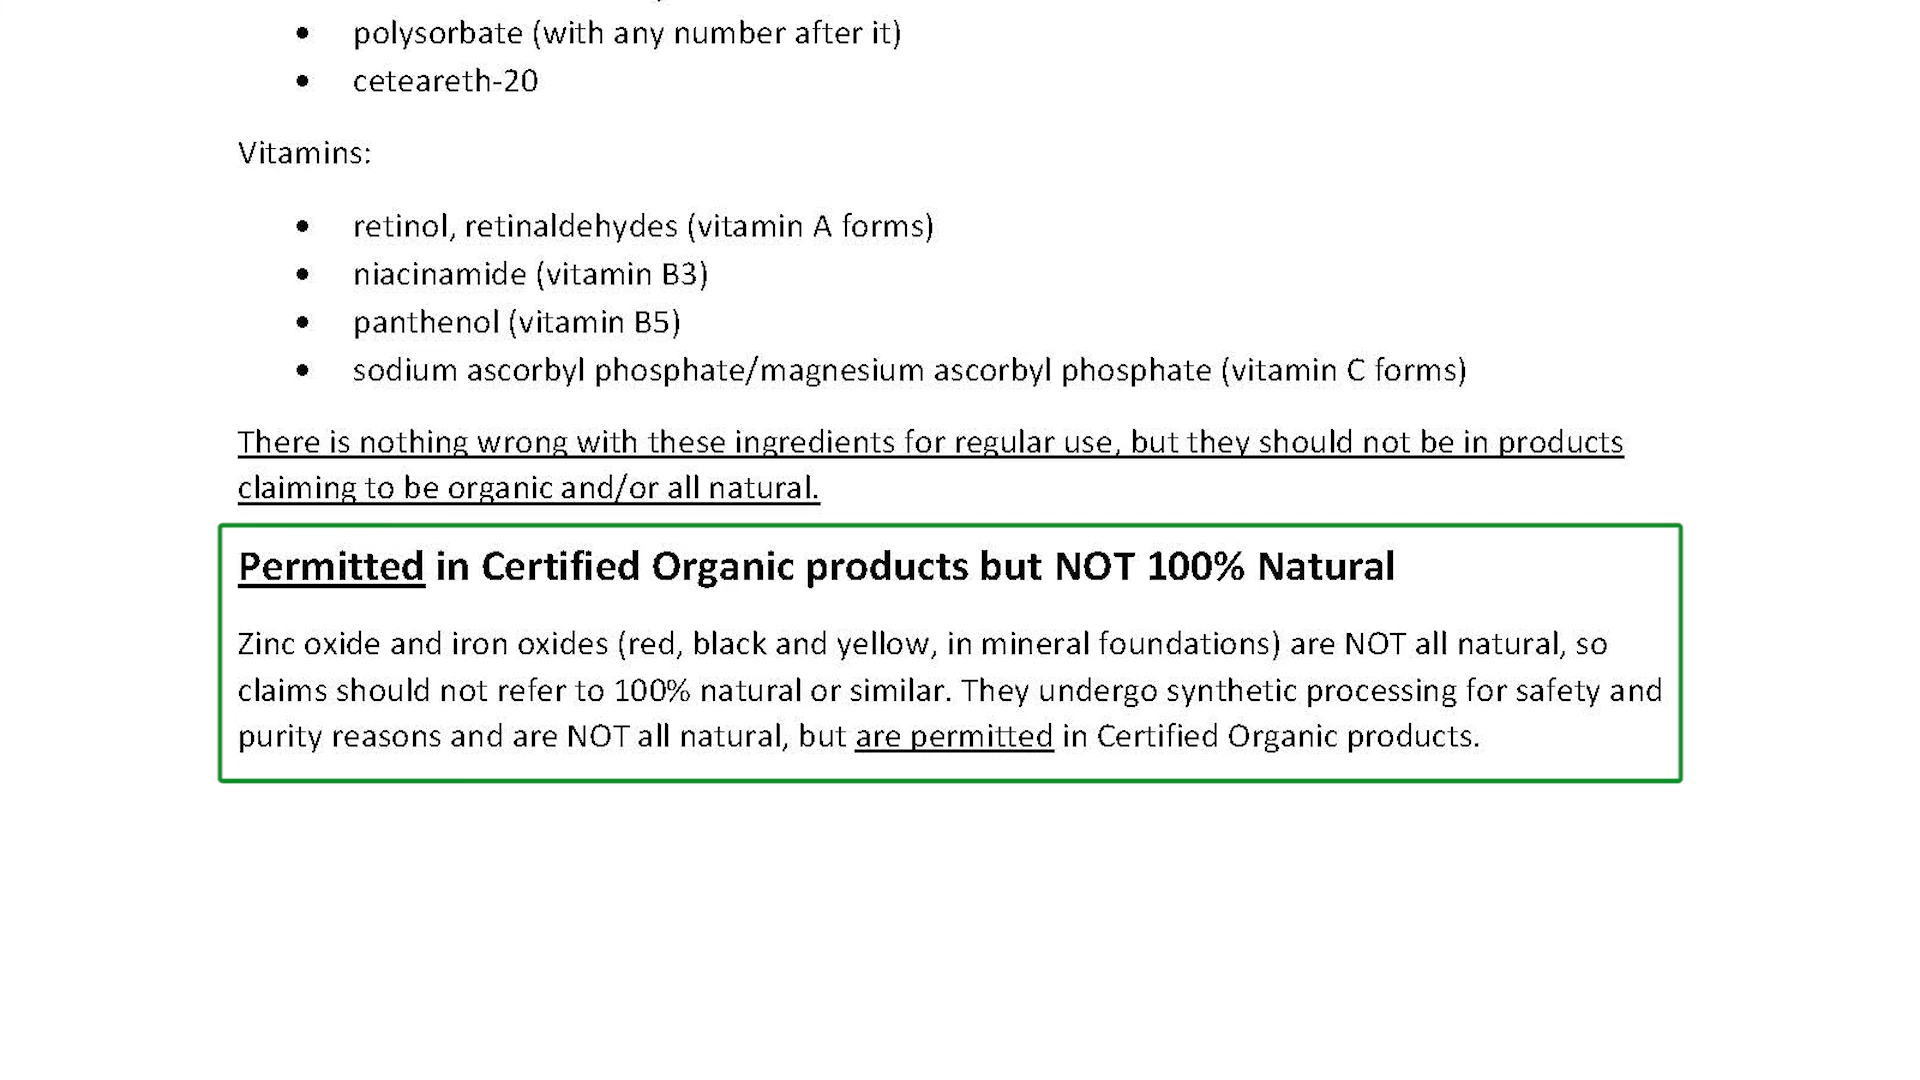 • polysorbate (with any number after it)
• ceteareth-20
Vitamins:
• retinol, retinaldehydes (vitamin A forms)
• niacinamide (vitamin B3)
• panthenol (vitamin B5)
• sodium ascorbyl phosphate/magnesium ascorbyl phosphate (vitamin C forms)
There is nothing wrong with these ingredients for regular use, but they should not be in products
claiming to be organic and/or all natural.
Permitted in Certified Organic products but NOT 100% Natural
Zinc oxide and iron oxides (red, black and yellow, in mineral foundations) are NOT all natural, so
claims should not refer to 100% natural or similar. They undergo synthetic processing for safety and
purity reasons and are NOT all natural, but are permitted in Certified Organic products.